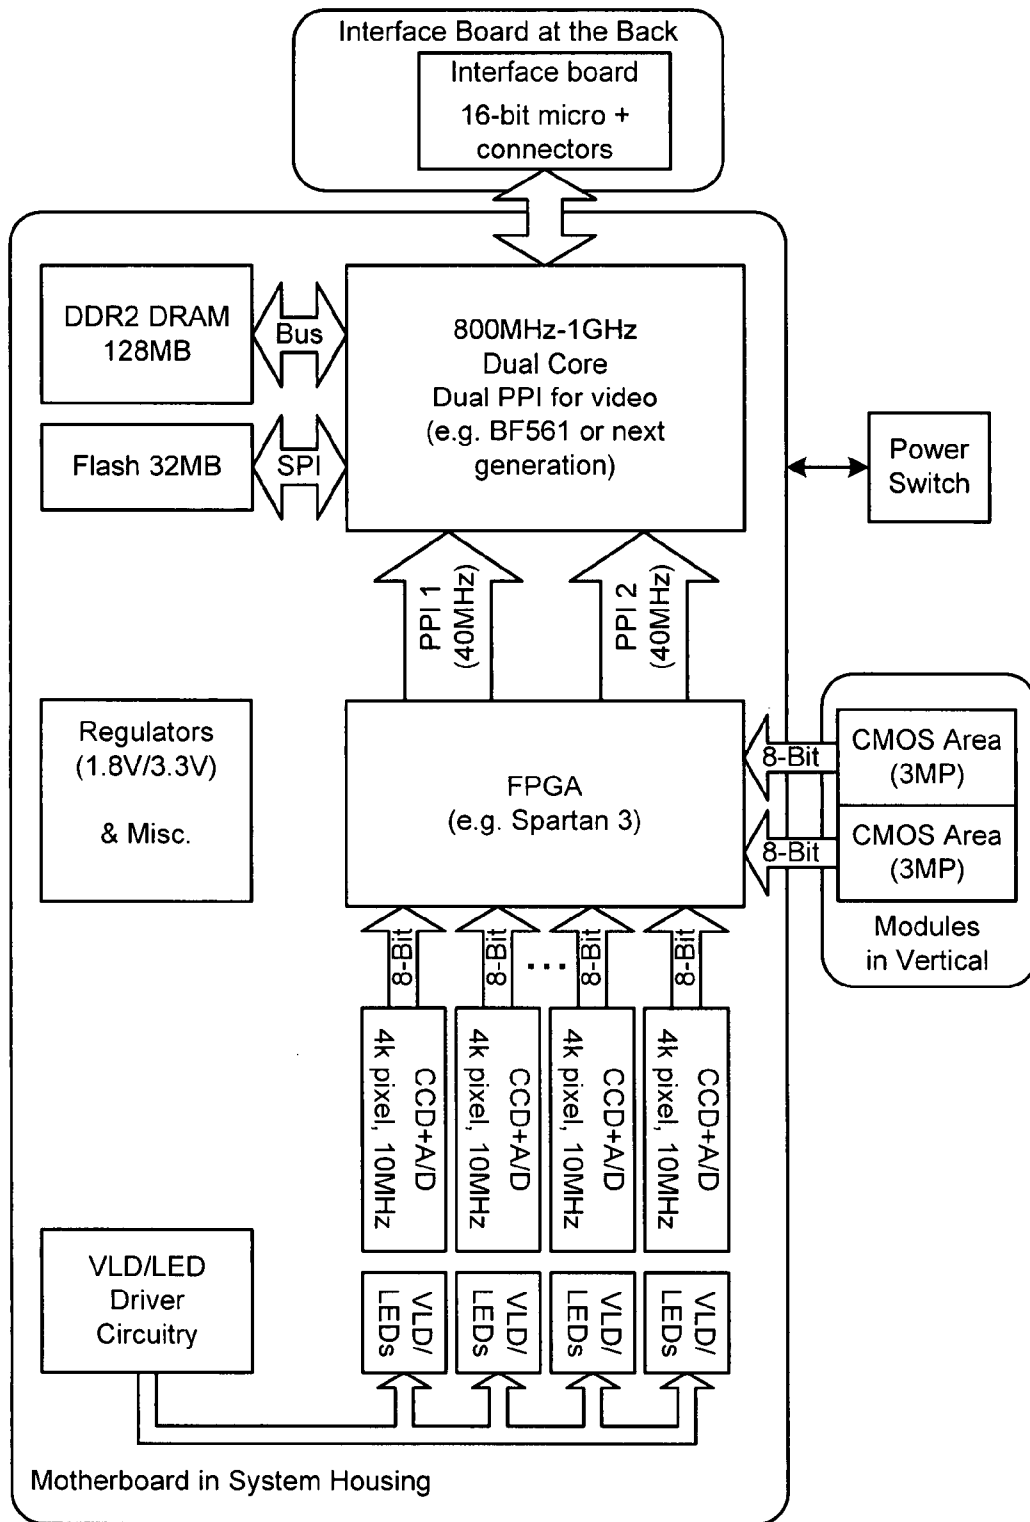 Interface Board at the Back
Interface board
16-bit micro +
connectors
DDR2 DRAM
128MB
Bus
800MHz-1GHz
Dual Core
Dual PPI for video
(e.g. BF561 or next
generation)
Flash 32MB
SPI
Power
Switch
PPI 1
(40MHz)
PPI 2
(40MHz)
Regulators
(1.8V/3.3V)
& Misc.
FPGA
(e.g. Spartan 3)
8-Bit
CMOS Area
(3MP)
8-Bit
CMOS Area
(3MP)
Modules
in Vertical
8-Bit
8-Bit
...
8-Bit
8-Bit
CCD+A/D
4k pixel, 10MHz
CCD+A/D
4k pixel, 10MHz
CCD+A/D
4k pixel, 10MHz
CCD+A/D
4k pixel, 10MHz
VLD/LED
Driver
Circuitry
VLD/
LEDs
VLD/
LEDs
VLD/
LEDs
VLD/
LEDs
Motherboard in System Housing